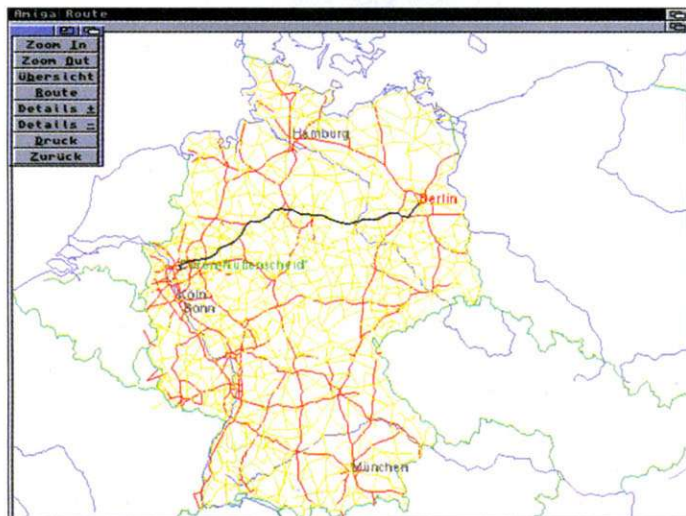 Amiga Route
Zoom In
Zoom Out
Übersicht
Route
Details +
Details -
Druck
Zurück
Hamburg
Berlin
Köln
Bonn
München